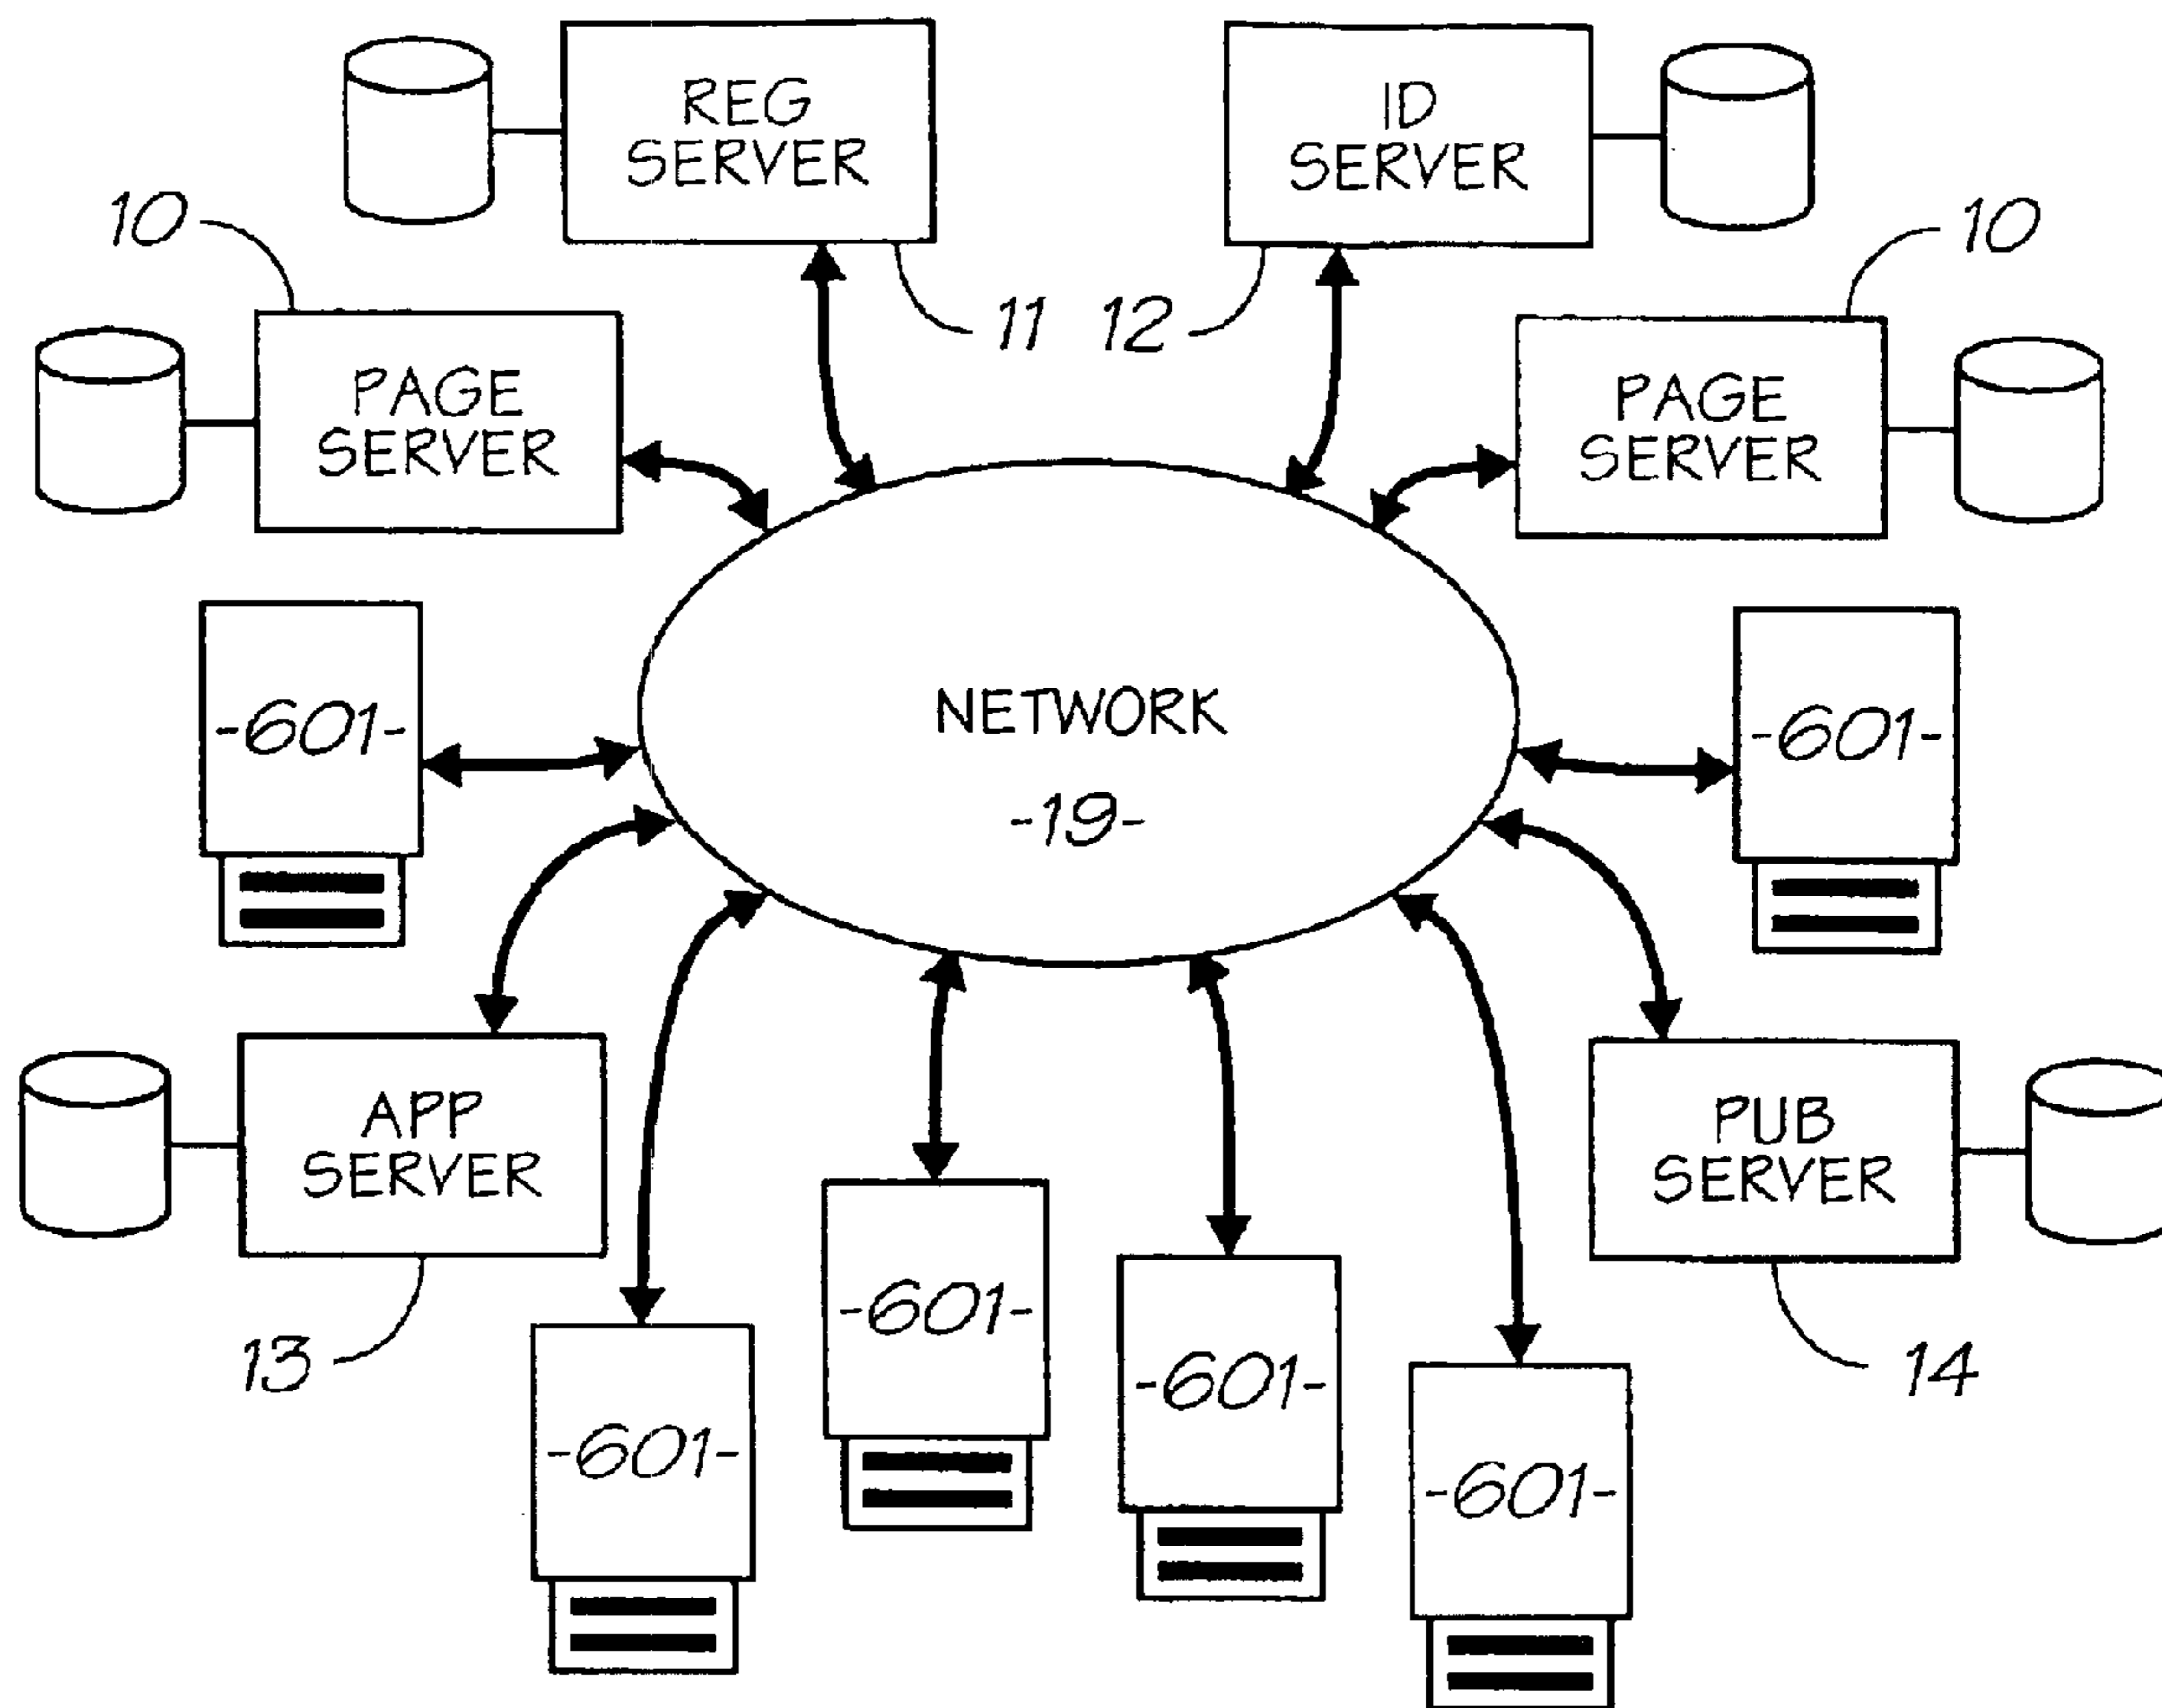 REG
SERVER
ID
SERVER
10
10
11
12
PAGE
SERVER
PAGE
SERVER
-601-
NETWORK
-19-
-601-
APP
SERVER
PUB
SERVER
13
-601-
-601-
-601-
-601-
14